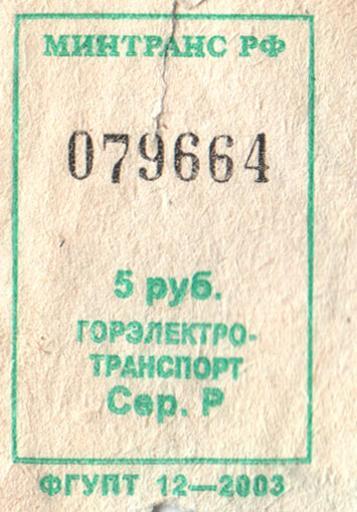 МИНТРАНС РФ
079664
5 руб.
ГОРЭЛЕКТРО-
ТРАНСПОРТ
Сер. Р
ФГУПТ 12—2003